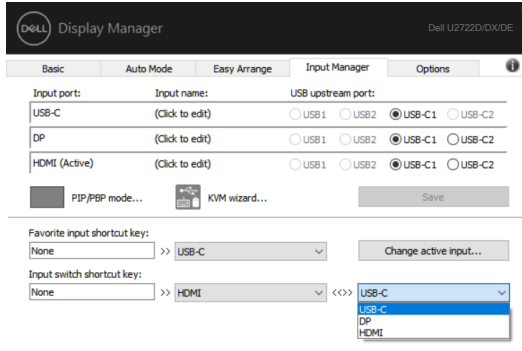 DELL Display Manager Dell U2722D/DX/DE
Basic Auto Mode Easy Arrange Input Manager Options
Input port: Input name: USB upstream port:
USB-C (Click to edit) USB1 USB2 USB-C1 USB-C2
DP (Click to edit) USB1 USB2 USB-C1 USB-C2
HDMI (Active) (Click to edit) USB1 USB2 USB-C1 USB-C2
PIP/PBP mode... KVM wizard... Save
Favorite input shortcut key:
None >> USB-C Change active input...
Input switch shortcut key:
None >> HDMI <<>> USB-C
USB-C
DP
HDMI